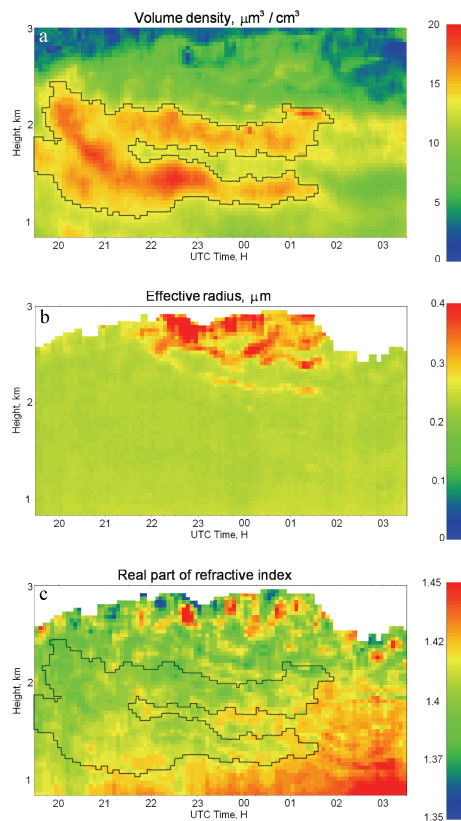 Volume density, μm³ / cm³
a
3
2
1
Height, km
20 21 22 23 00 01 02 03
UTC Time, H
20
15
10
5
0
Effective radius, μm
b
3
2
1
Height, km
20 21 22 23 00 01 02 03
UTC Time, H
0.4
0.3
0.2
0.1
0
Real part of refractive index
c
3
2
1
Height, km
20 21 22 23 00 01 02 03
UTC Time, H
1.45
1.42
1.4
1.37
1.35